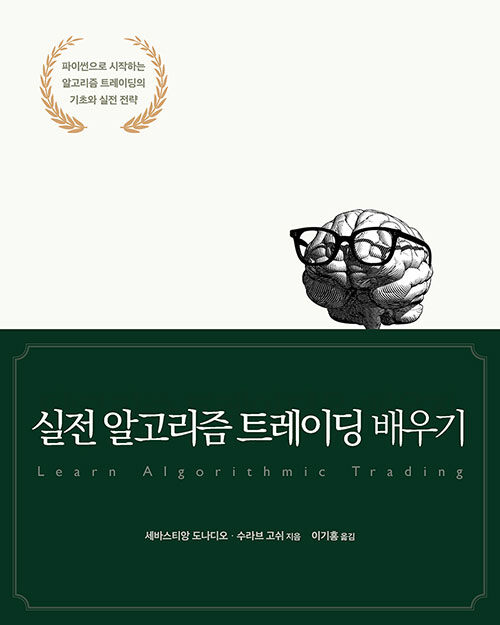 파이썬으로 시작하는
알고리즘 트레이딩의
기초와 실전 전략
실전 알고리즘 트레이딩 배우기
Learn Algorithmic Trading
세바스티앙 도나디오 · 수라브 고쉬 지음 이기홍 옮김